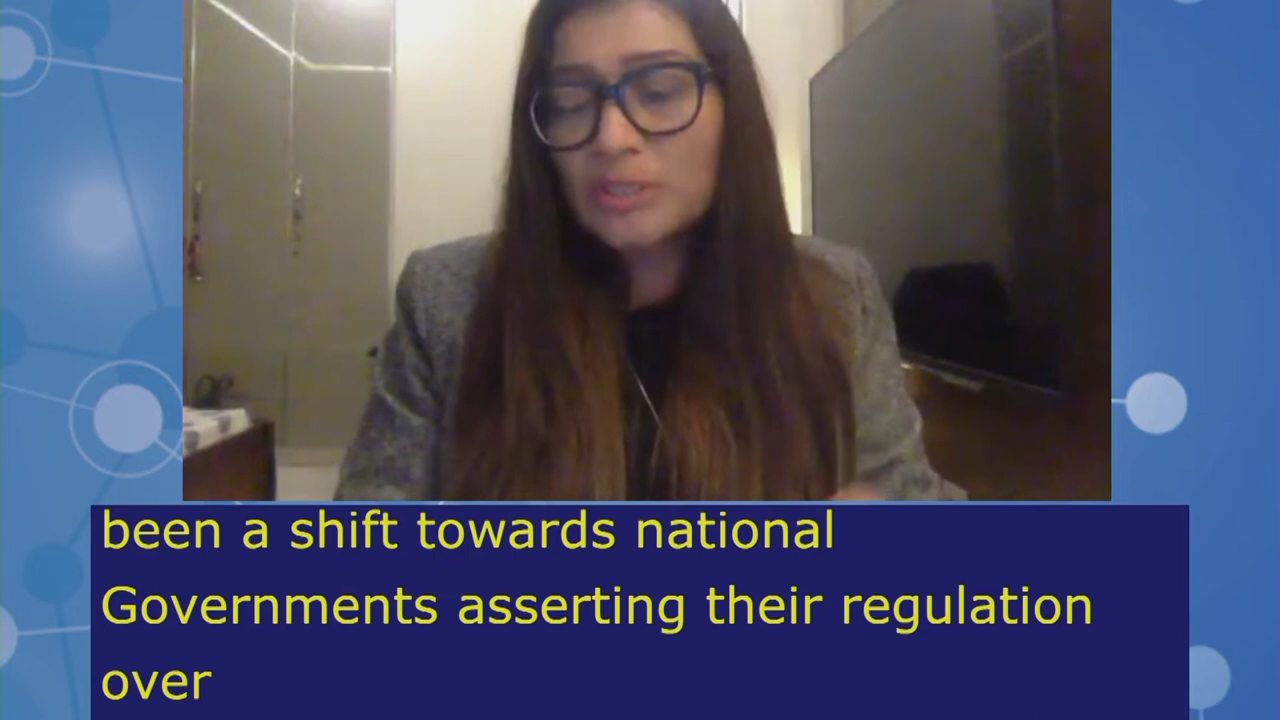 been a shift towards national
Governments asserting their regulation
over